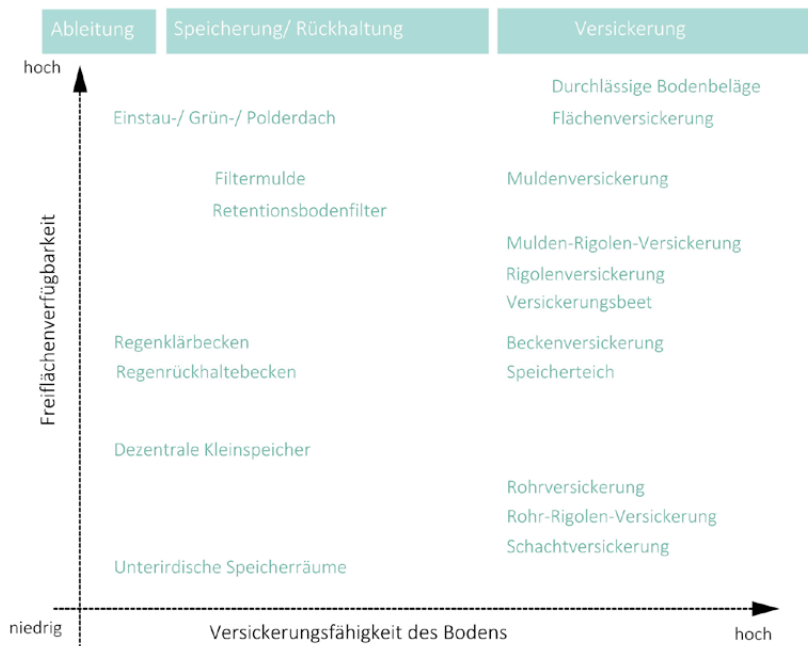 Ableitung
Speicherung/ Rückhaltung
Versickerung
hoch
Durchlässige Bodenbeläge
Einstau-/ Grün-/ Polderdach
Flächenversickerung
Filtermulde
Muldenversickerung
Retentionsbodenfilter
Mulden-Rigolen-Versickerung
Rigolenversickerung
Versickerungsbeet
Regenklärbecken
Beckenversickerung
Regenrückhaltebecken
Speicherteich
Freiflächenverfügbarkeit
Dezentrale Kleinspeicher
Rohrversickerung
Rohr-Rigolen-Versickerung
Schachtversickerung
Unterirdische Speicherräume
niedrig
Versickerungsfähigkeit des Bodens
hoch